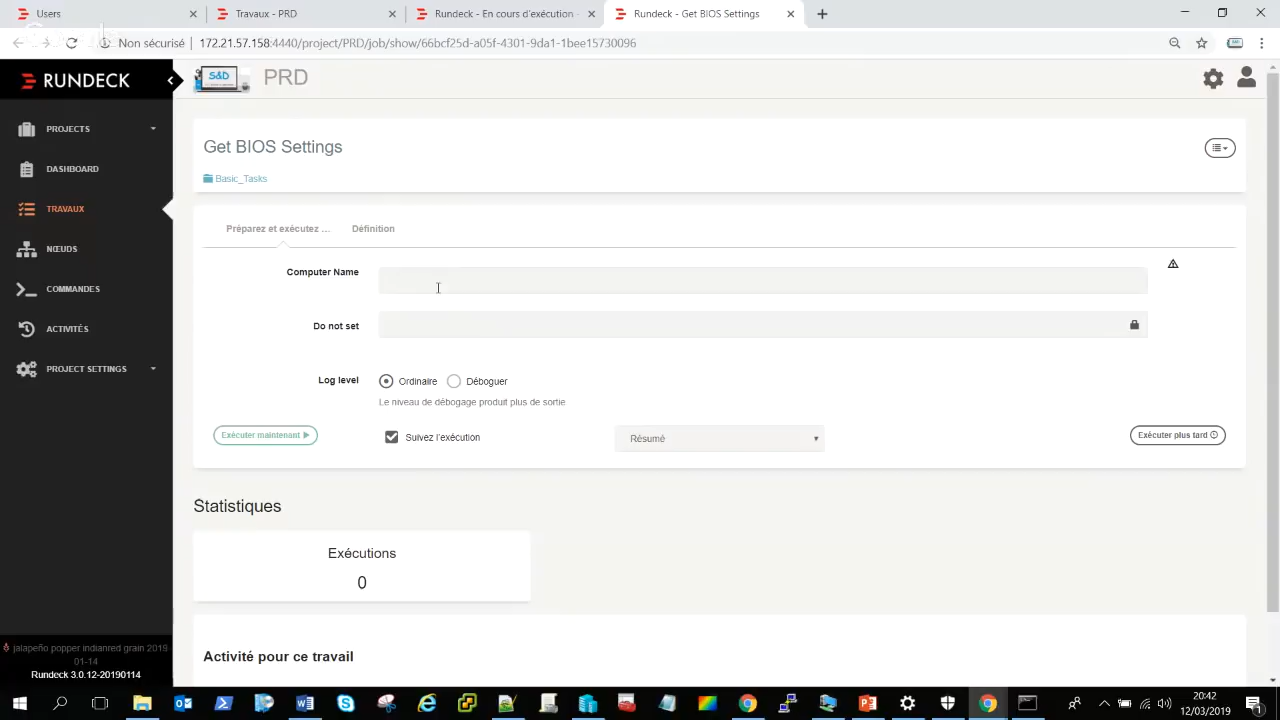 Users
Rundeck - Travaux
Rundeck - En cours d'exécution -
Rundeck - Get BIOS Settings
Non sécurisé | 172.21.57.158:4440/project/PRD/job/show/66bcf25d-a05f-4301-9da1-1bee15730096
RUNDECK
S&D
PRD
PROJECTS
DASHBOARD
TRAVAUX
NŒUDS
COMMANDES
ACTIVITÉS
PROJECT SETTINGS
Get BIOS Settings
Basic_Tasks
Préparez et exécutez ...
Définition
Computer Name
Do not set
Log level
Ordinaire
Déboguer
Le niveau de débogage produit plus de sortie
Exécuter maintenant
Suivez l'exécution
Résumé
Exécuter plus tard
Statistiques
Exécutions
0
Activité pour ce travail
jalapeño popper indianred grain 2019-
01-14
Rundeck 3.0.12-20190114
20:42
12/03/2019